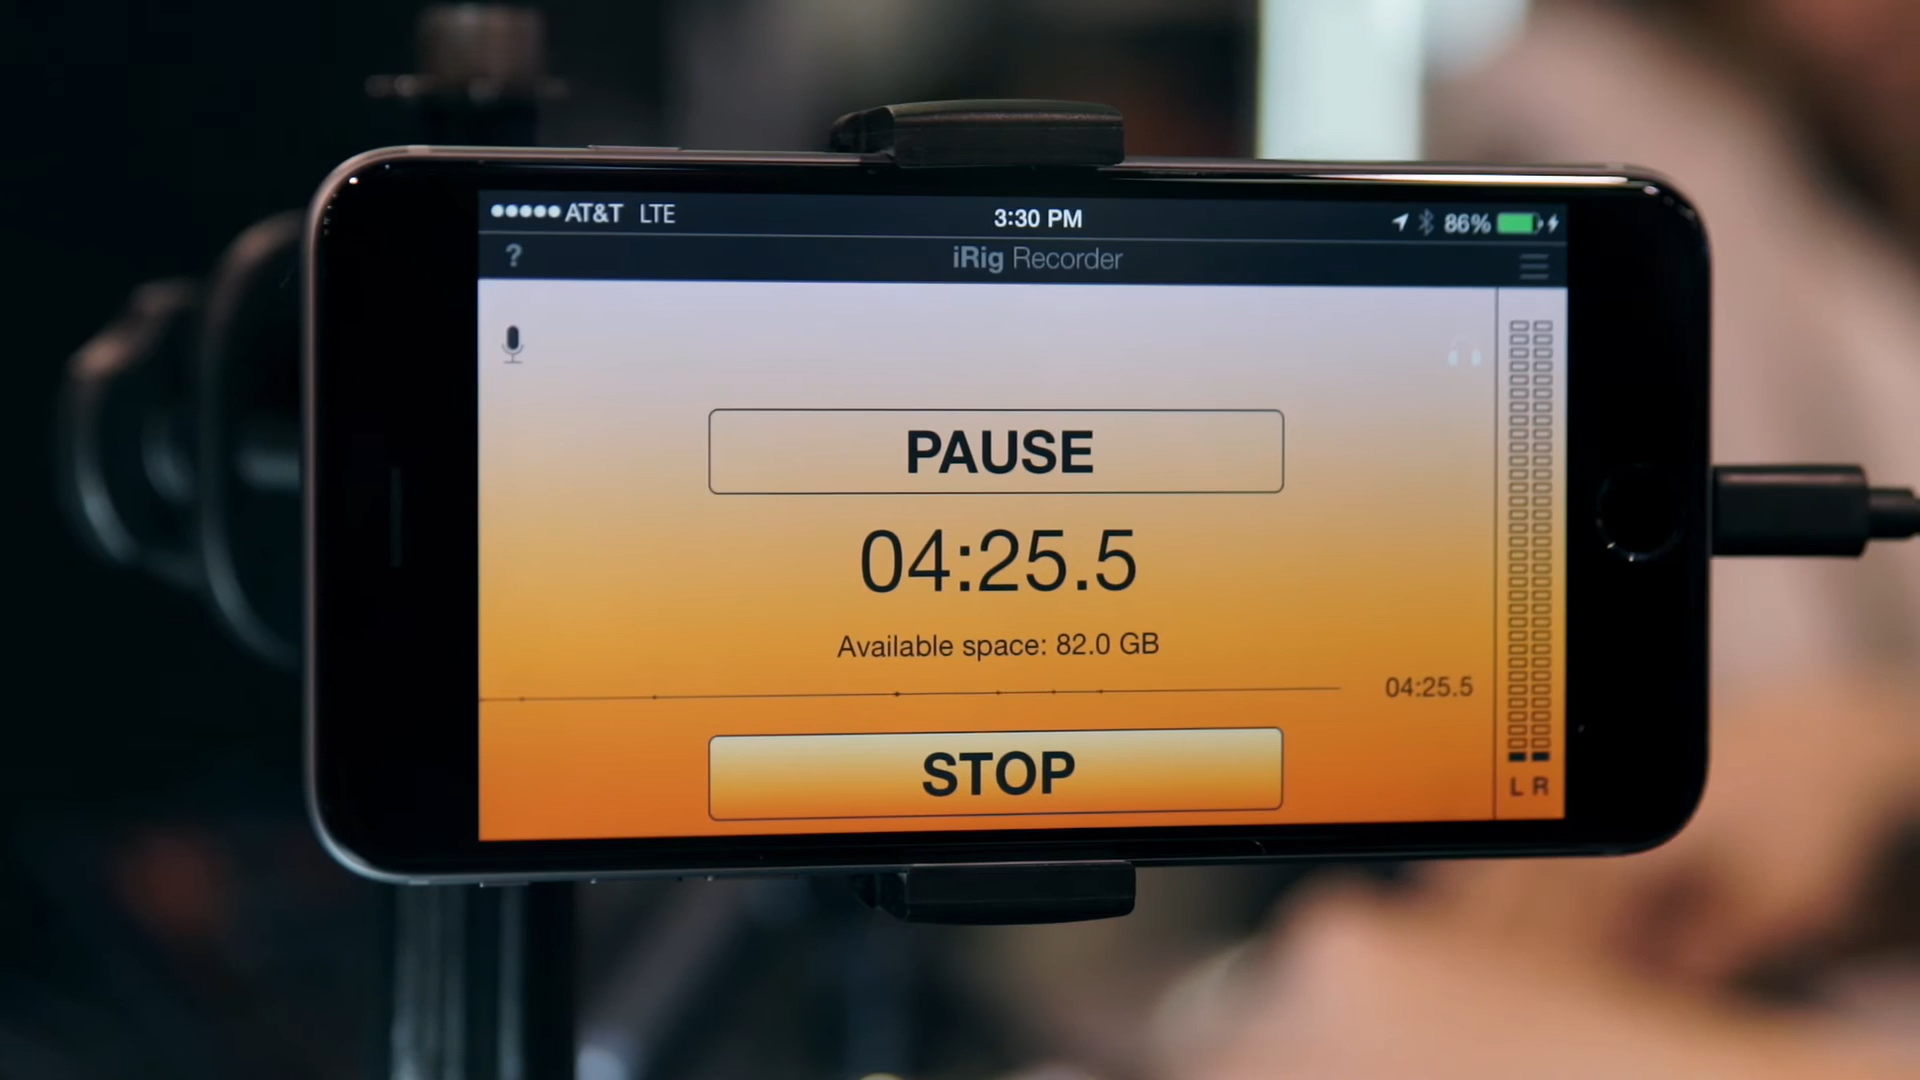 AT&T LTE 3:30 PM 86%
? iRig Recorder
PAUSE
04:25.5
Available space: 82.0 GB
04:25.5
STOP
L R